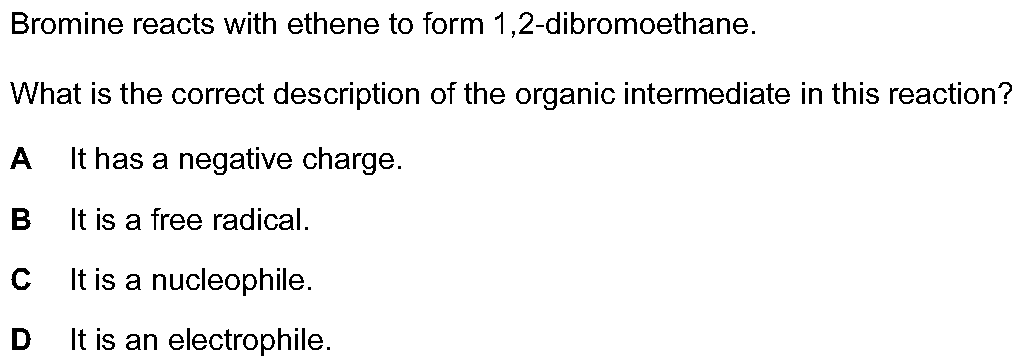 Bromine reacts with ethene to form 1,2-dibromoethane.
What is the correct description of the organic intermediate in this reaction?
A It has a negative charge.
B It is a free radical.
C It is a nucleophile.
D It is an electrophile.